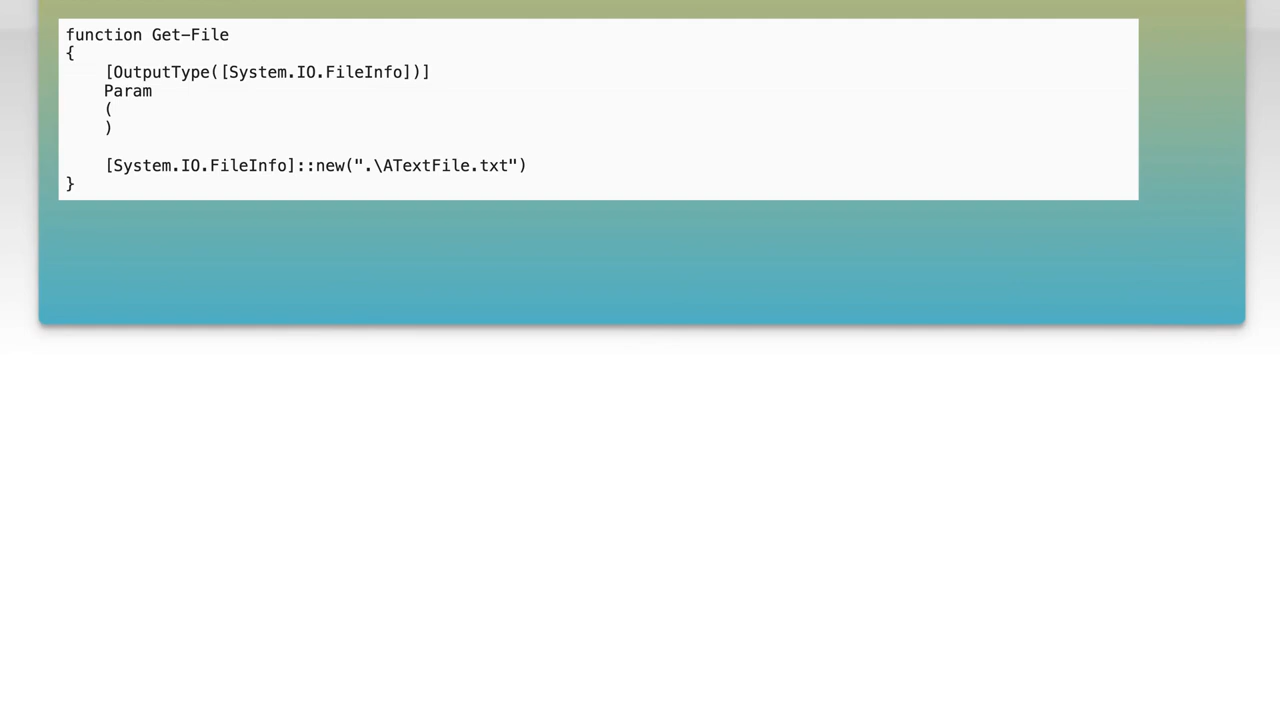 function Get-File
{
    [OutputType([System.IO.FileInfo])]
    Param
    (
    )

    [System.IO.FileInfo]::new(".\ATextFile.txt")
}